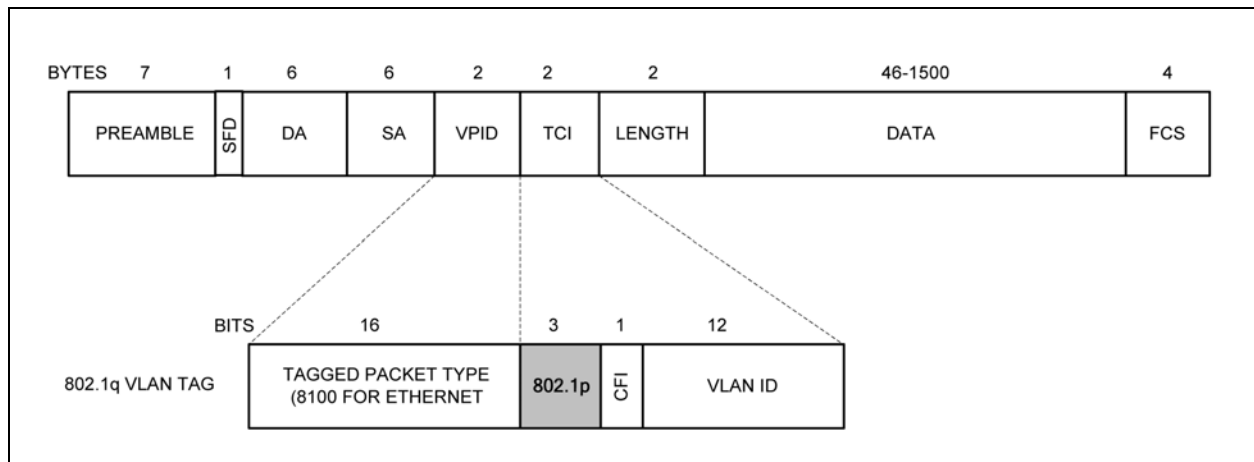 BYTES 7 1 6 6 2 2 2 46-1500 4
PREAMBLE SFD DA SA VPID TCI LENGTH DATA FCS
BITS 16 3 1 12
802.1q VLAN TAG
TAGGED PACKET TYPE
(8100 FOR ETHERNET
802.1p CFI VLAN ID